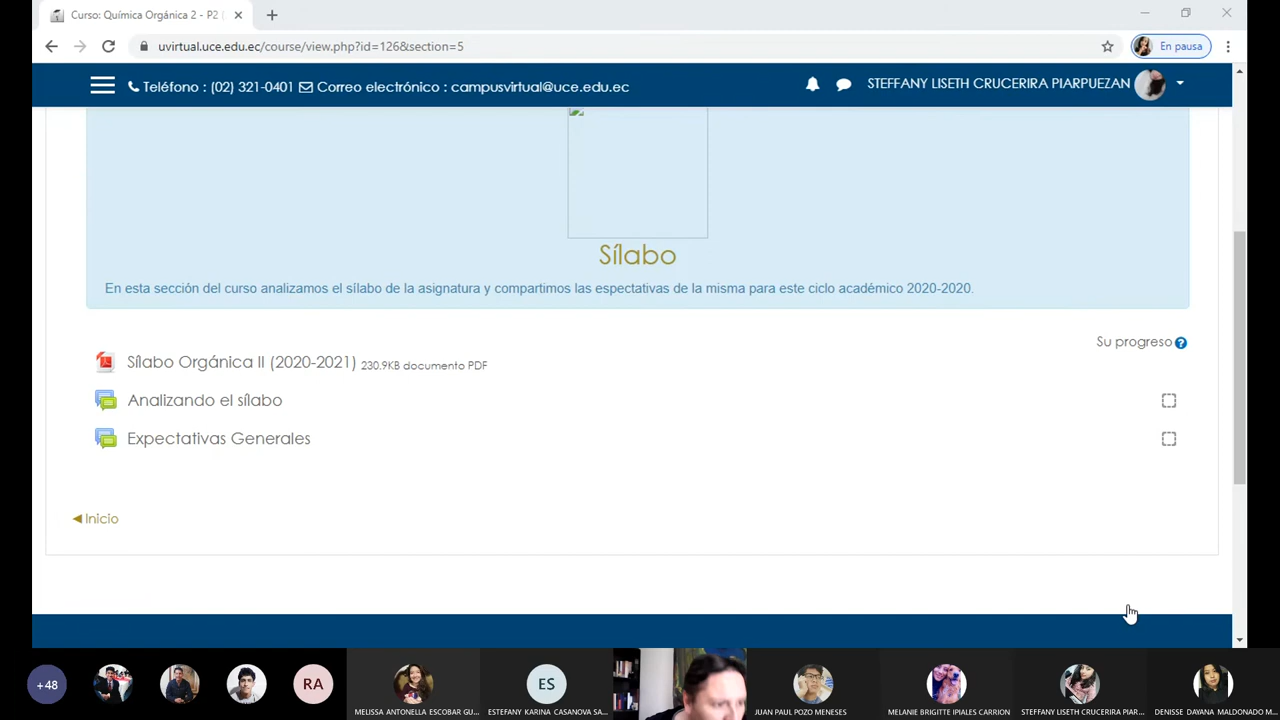 Curso: Química Orgánica 2 - P2
uvirtual.uce.edu.ec/course/view.php?id=126&section=5
En pausa
Teléfono : (02) 321-0401 Correo electrónico : campusvirtual@uce.edu.ec
STEFFANY LISETH CRUCERIRA PIARPUEZAN
Sílabo
En esta sección del curso analizamos el sílabo de la asignatura y compartimos las espectativas de la misma para este ciclo académico 2020-2020.
Su progreso
Sílabo Orgánica II (2020-2021) 230.9KB documento PDF
Analizando el sílabo
Expectativas Generales
◄ Inicio
+48
RA
ES
MELISSA ANTONELLA ESCOBAR GU...
ESTEFANY KARINA CASANOVA SA...
JUAN PAUL POZO MENESES
MELANIE BRIGITTE IPIALES CARRION
STEFFANY LISETH CRUCERIRA PIAR...
DENISSE DAYANA MALDONADO M...